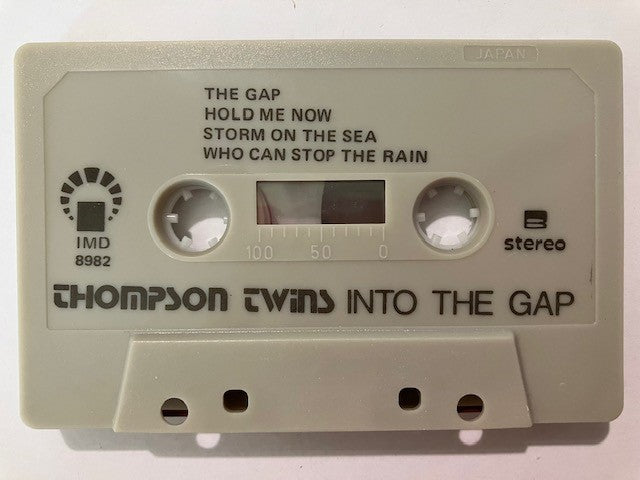 JAPAN
THE GAP
HOLD ME NOW
STORM ON THE SEA
WHO CAN STOP THE RAIN
IMD
8982
100 50 0
B
stereo
THOMPSON TWINS INTO THE GAP